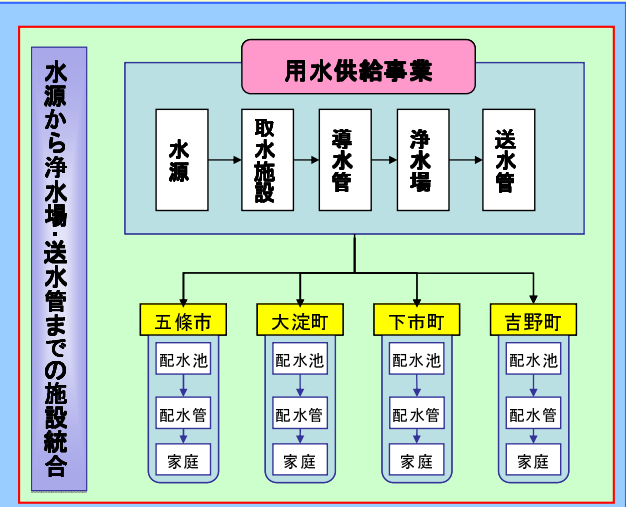 水源から浄水場・送水管までの施設統合
用水供給事業
水源
取水施設
導水管
浄水場
送水管
五條市
大淀町
下市町
吉野町
配水池
配水池
配水池
配水池
配水管
配水管
配水管
配水管
家庭
家庭
家庭
家庭